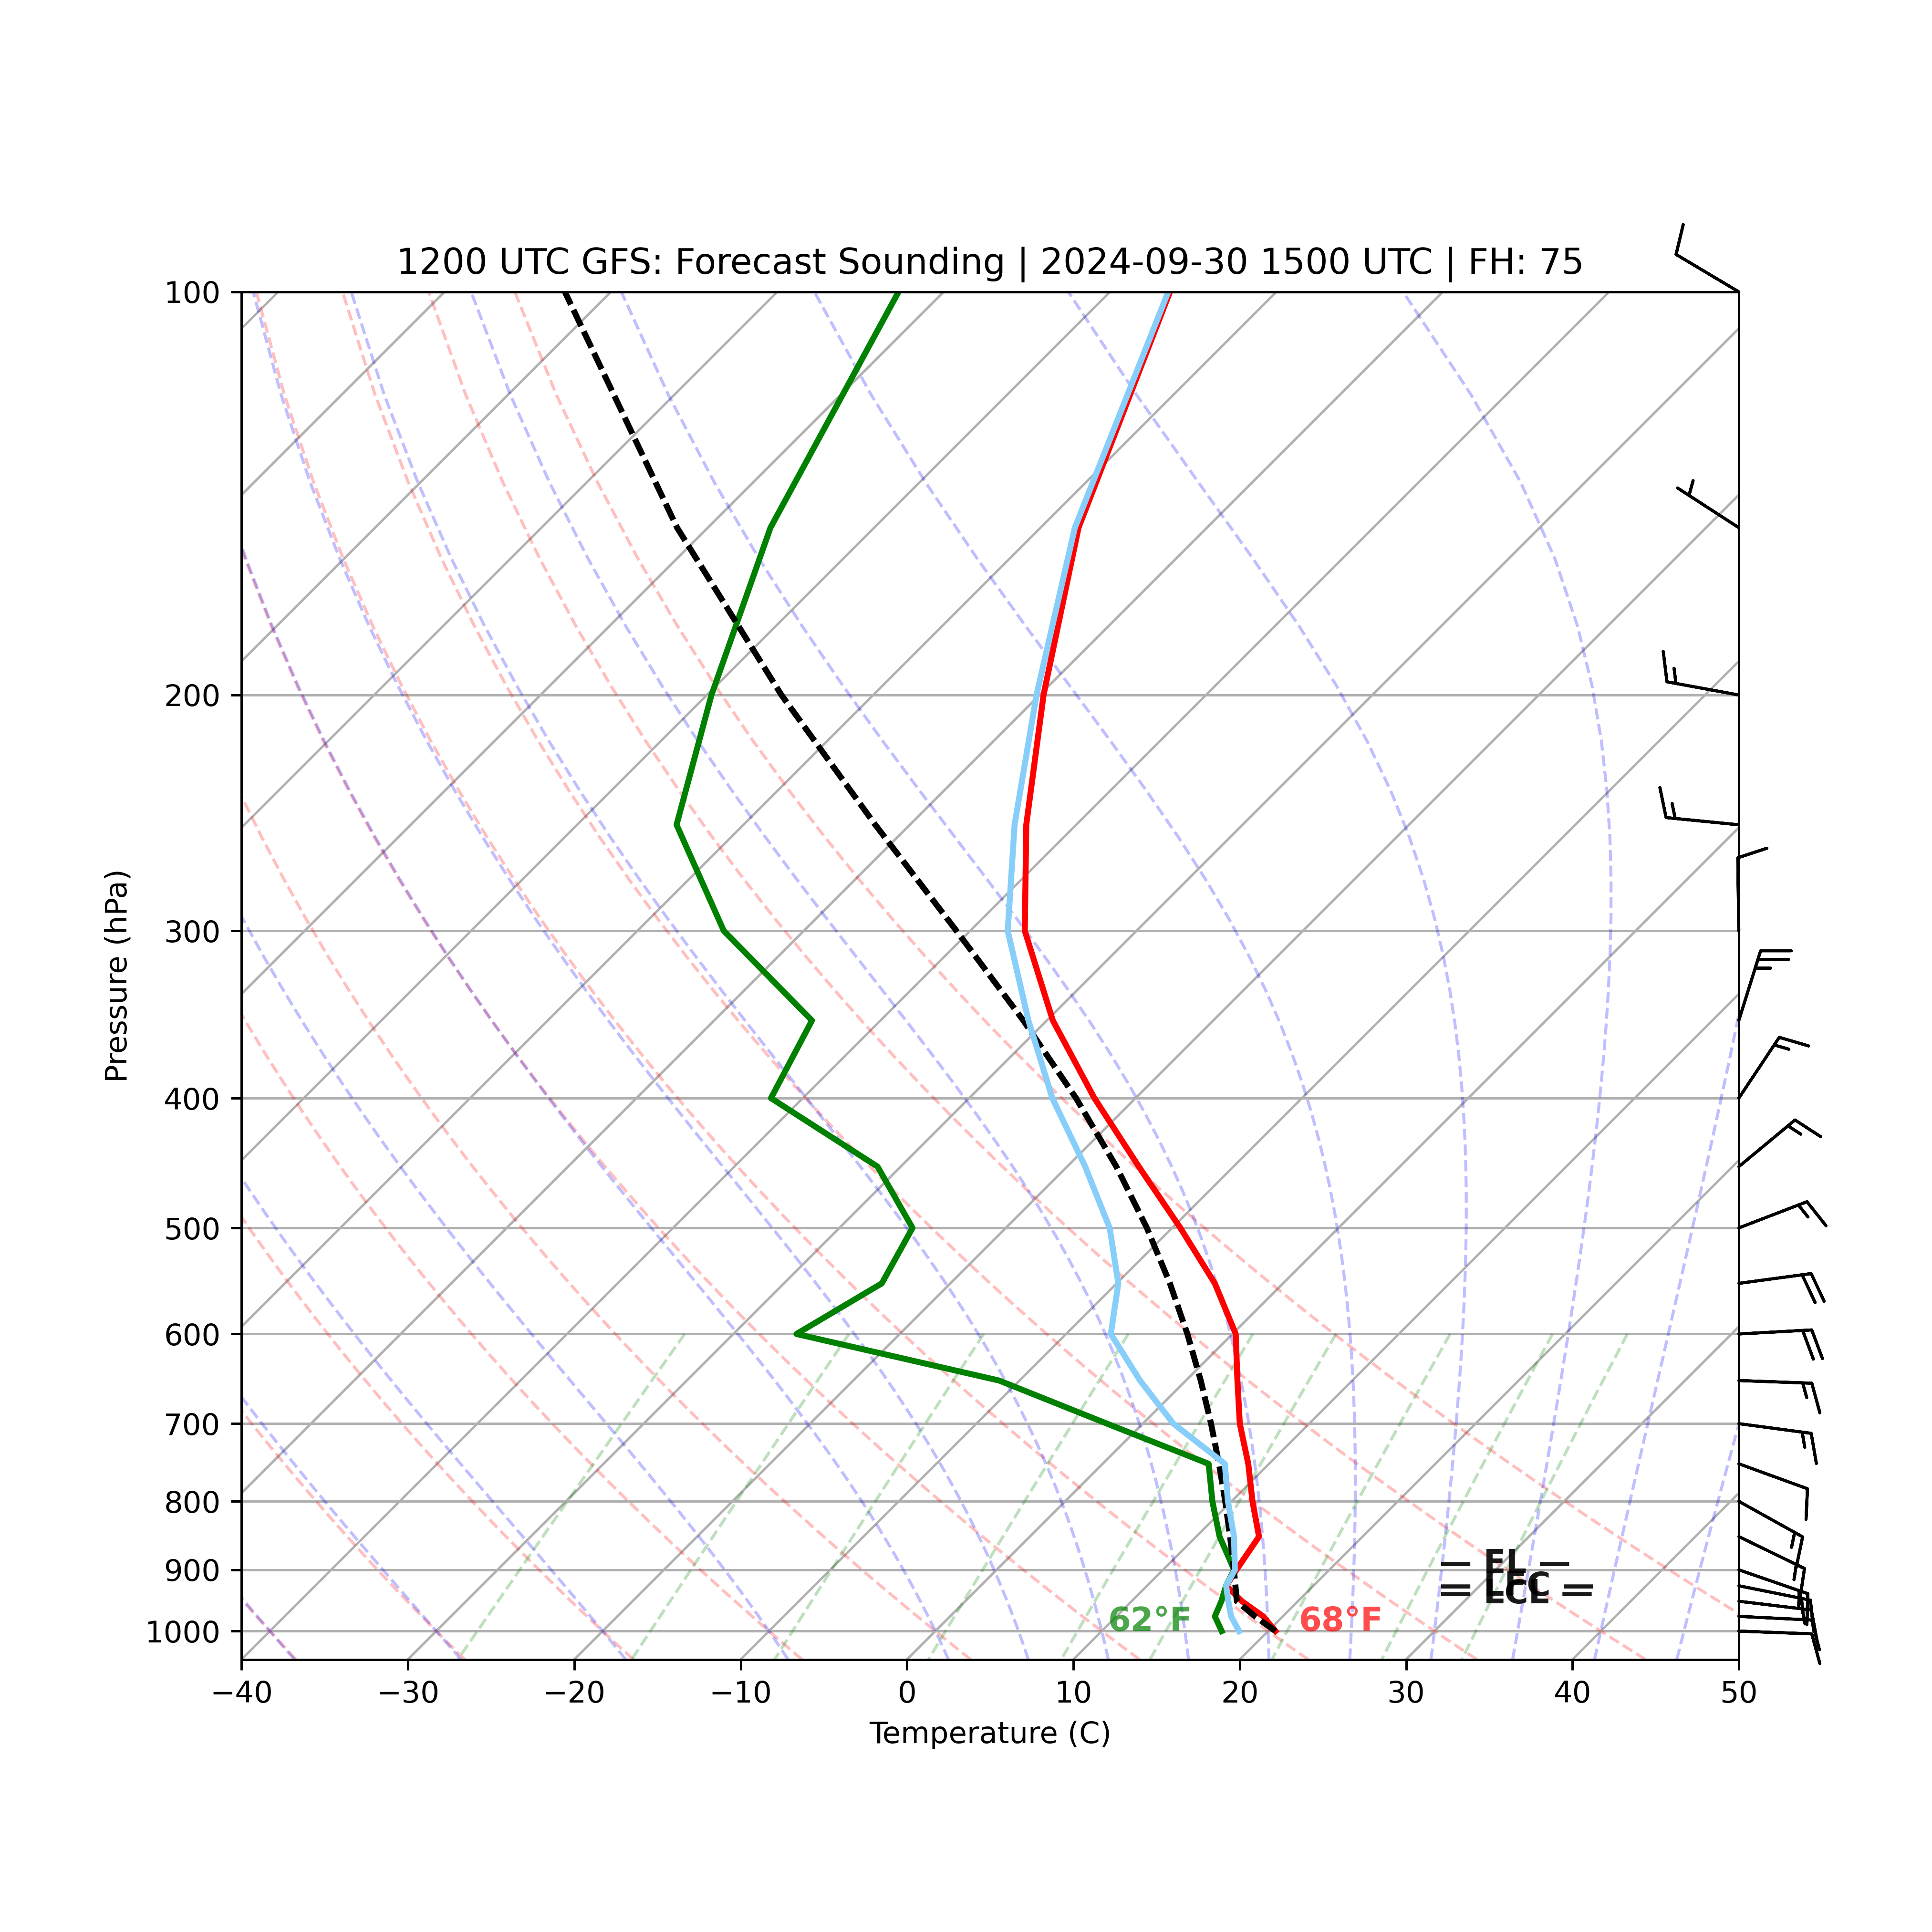 1200 UTC GFS: Forecast Sounding | 2024-09-30 1500 UTC | FH: 75
100
200
300
400
500
600
700
800
900
1000
Pressure (hPa)
= EL =
= LFC =
= LCL =
62°F
68°F
−40 −30 −20 −10 0 10 20 30 40 50
Temperature (C)